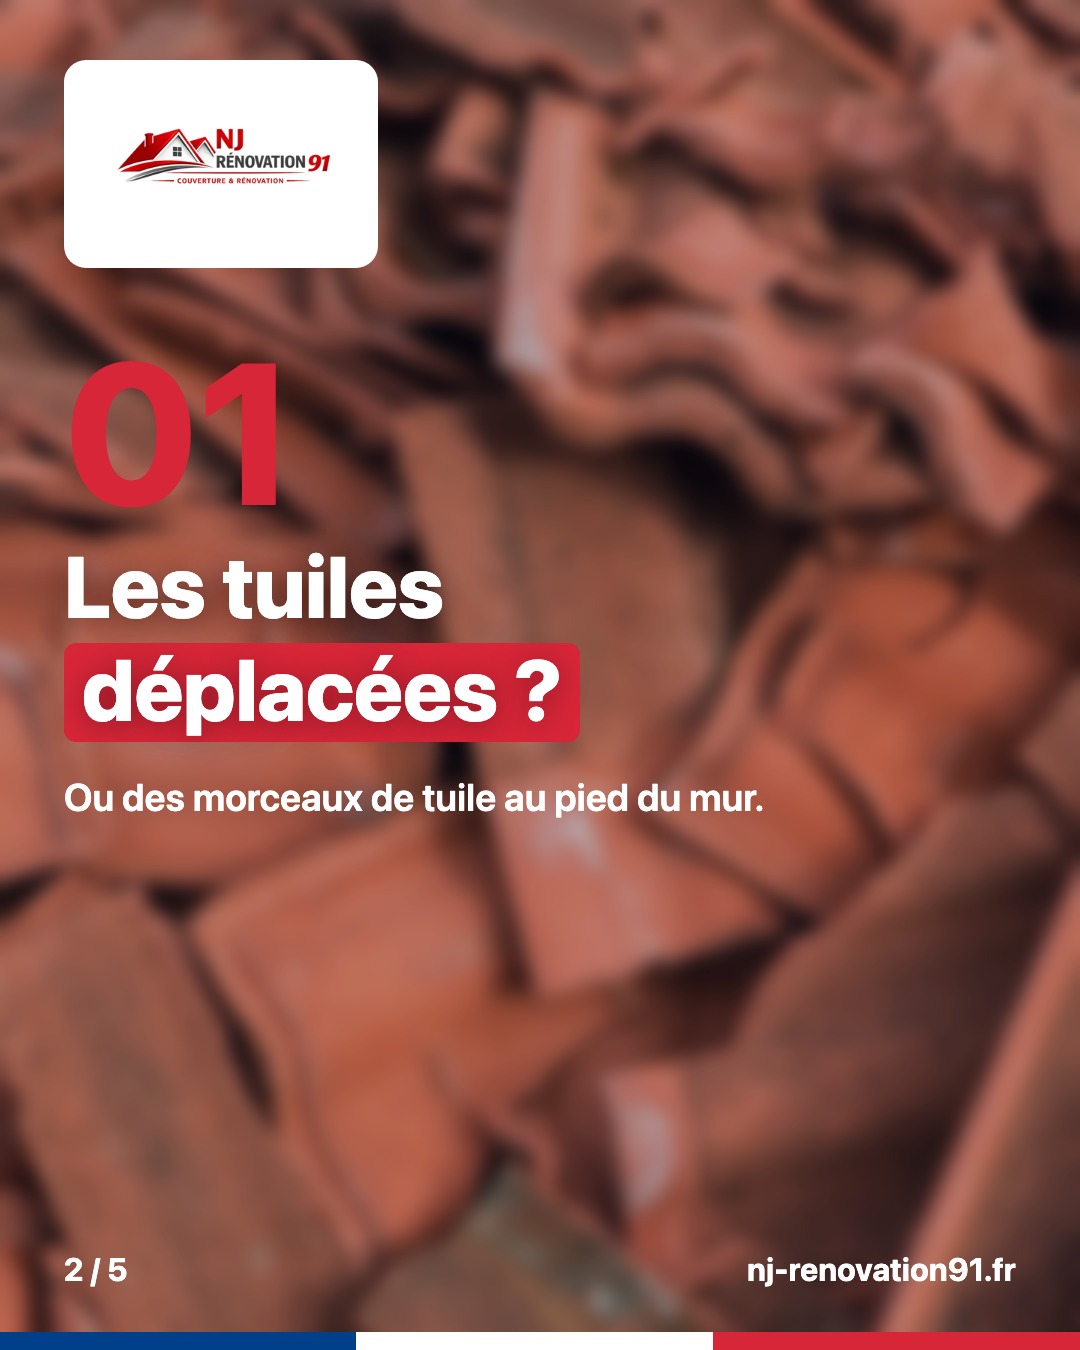 NJ
RÉNOVATION 91
COUVERTURE & RÉNOVATION
01
Les tuiles
déplacées ?
Ou des morceaux de tuile au pied du mur.
2 / 5
nj-renovation91.fr